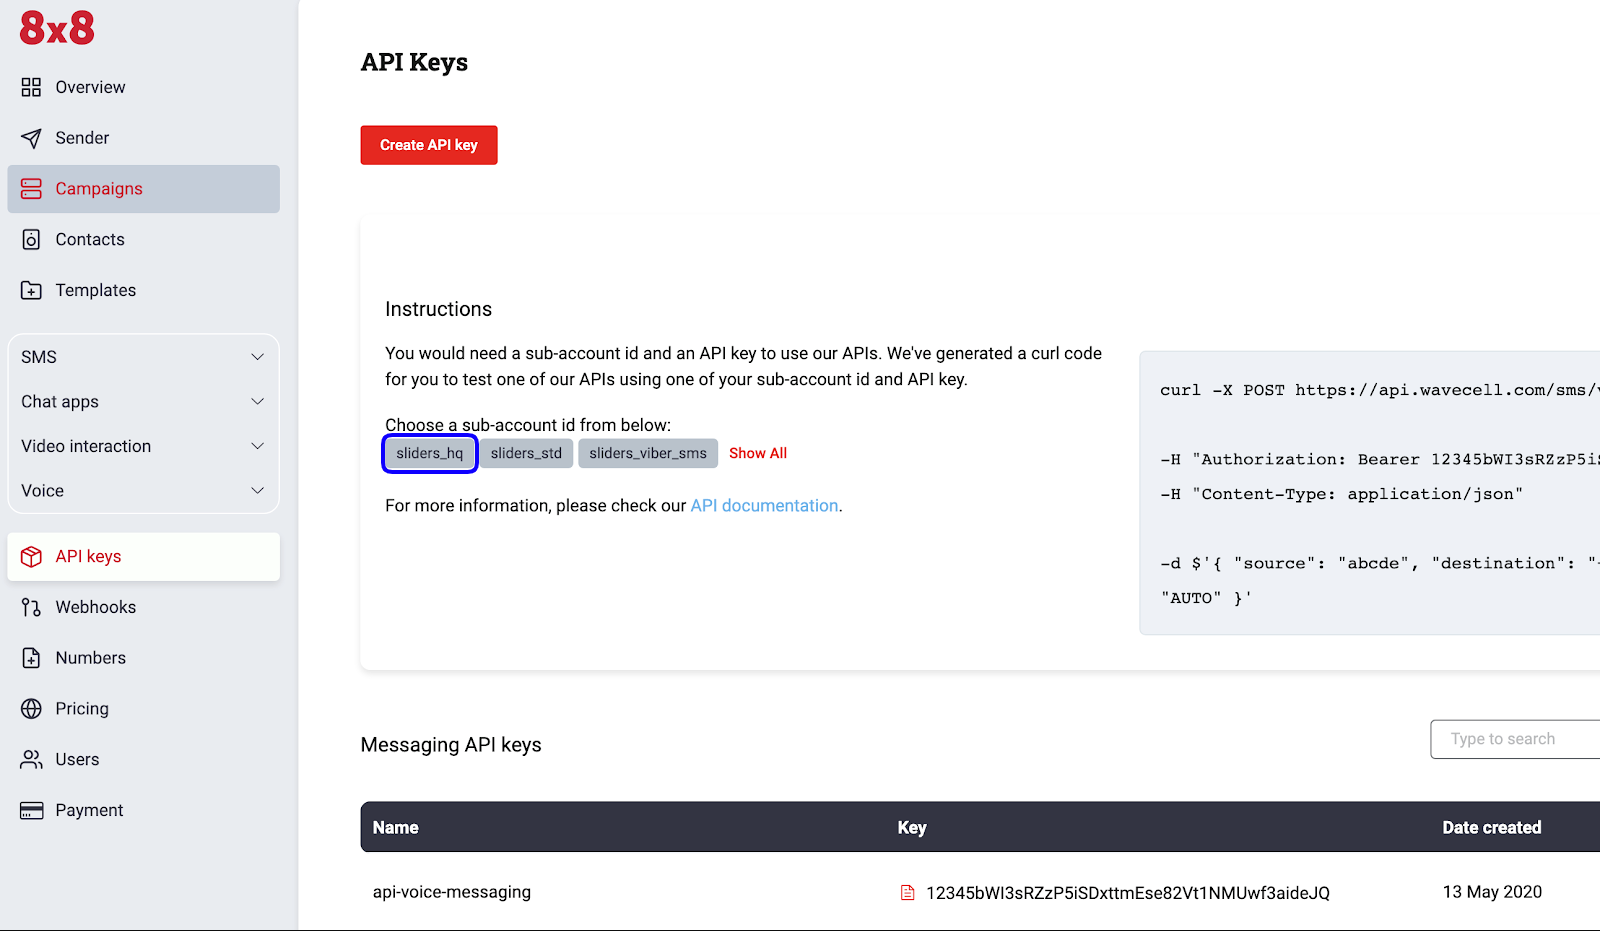 8x8
Overview
Sender
Campaigns
Contacts
Templates
SMS
Chat apps
Video interaction
Voice
API keys
Webhooks
Numbers
Pricing
Users
Payment
API Keys
Create API key
Instructions
You would need a sub-account id and an API key to use our APIs. We've generated a curl code
for you to test one of our APIs using one of your sub-account id and API key.
Choose a sub-account id from below:
sliders_hq sliders_std sliders_viber_sms Show All
For more information, please check our API documentation.
curl -X POST https://api.wavecell.com/sms/
-H "Authorization: Bearer 12345bWI3sRZzP5iS
-H "Content-Type: application/json"
-d $'{ "source": "abcde", "destination": "
"AUTO" }'
Messaging API keys
Type to search
Name Key Date created
api-voice-messaging 12345bWI3sRZzP5iSDxttmEse82Vt1NMUwf3aideJQ 13 May 2020